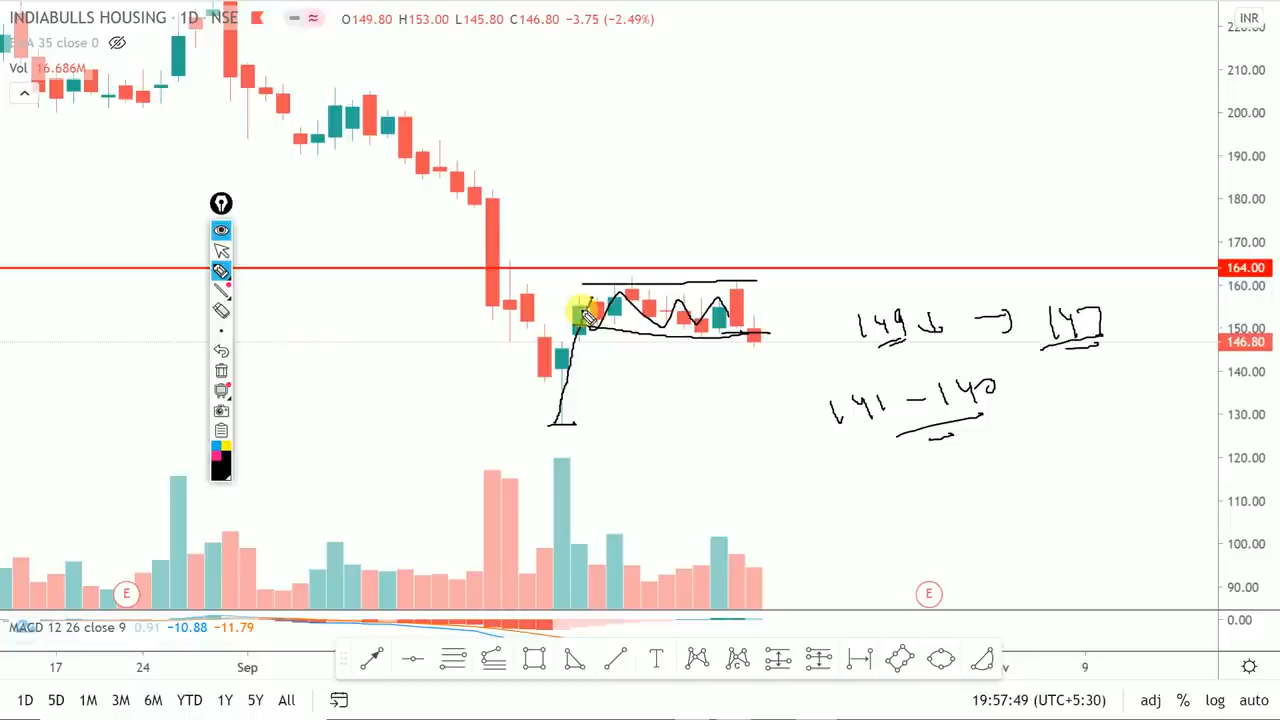 INDIABULLS HOUSING · 1D · NSE O149.80 H153.00 L145.80 C146.80 −3.75 (−2.49%)
INR
35 close 0
Vol 16.686M
220.00
210.00
200.00
190.00
180.00
170.00
164.00
160.00
150.00
146.80
140.00
130.00
120.00
110.00
100.00
90.00
0.00
149 ↓ → 147
141 - 140
E
E
MACD 12 26 close 9 0.91 −10.88 −11.79
17 24 Sep 9
1D 5D 1M 3M 6M YTD 1Y 5Y All
19:57:49 (UTC+5:30) adj % log auto